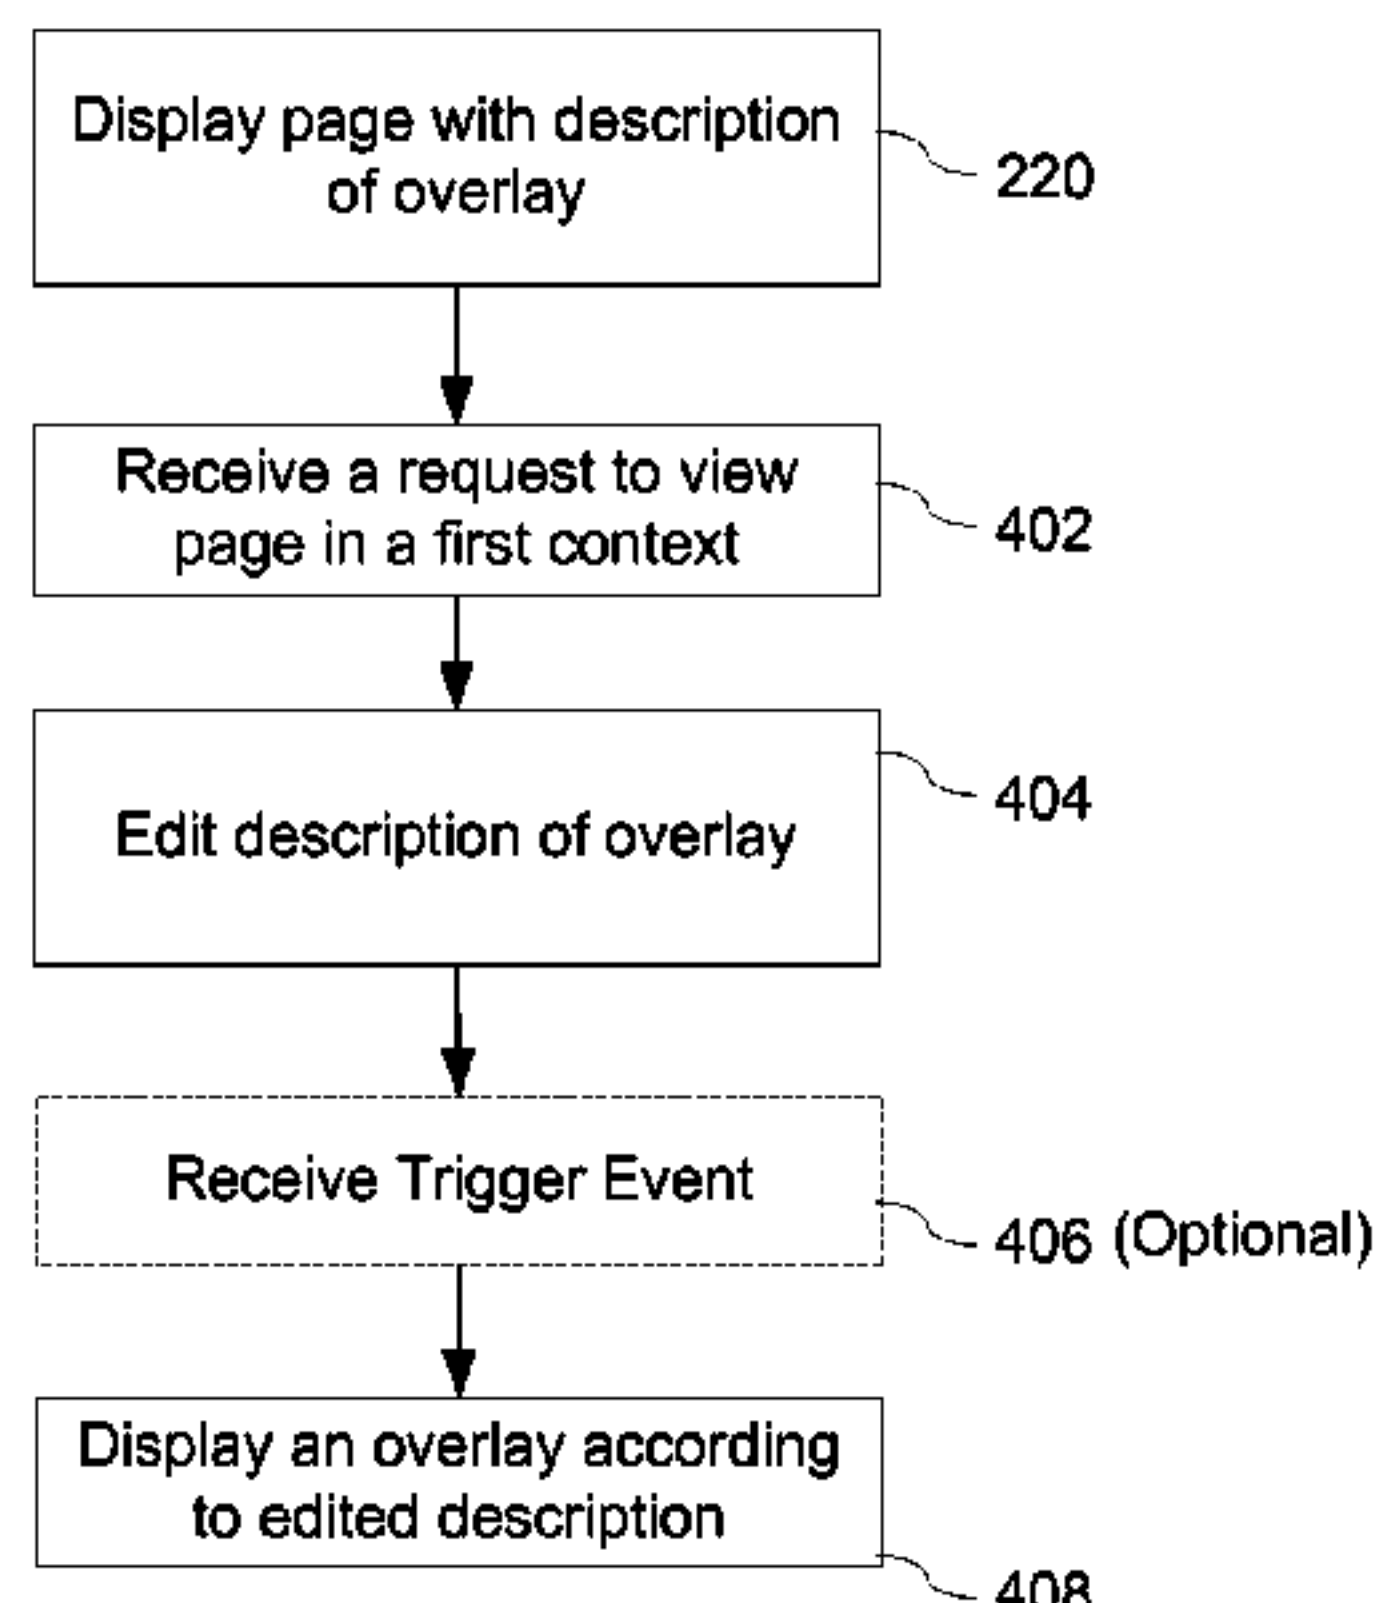 Display page with description
of overlay
220
Receive a request to view
page in a first context
402
Edit description of overlay
404
Receive Trigger Event
406 (Optional)
Display an overlay according
to edited description
408